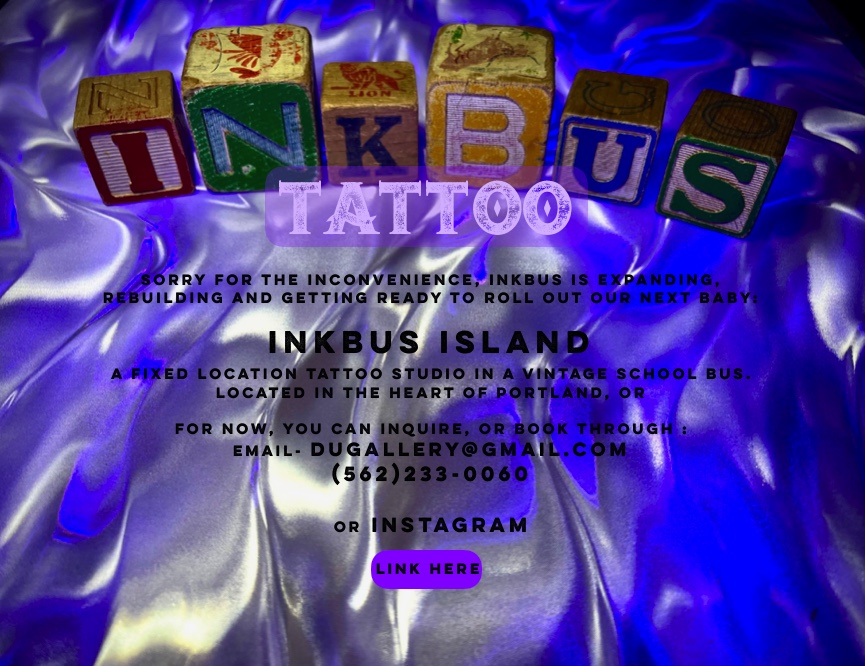 INKBUS
LION
TATTOO
SORRY FOR THE INCONVENIENCE, INKBUS IS EXPANDING,
REBUILDING AND GETTING READY TO ROLL OUT OUR NEXT BABY:
INKBUS ISLAND
A FIXED LOCATION TATTOO STUDIO IN A VINTAGE SCHOOL BUS.
LOCATED IN THE HEART OF PORTLAND, OR
FOR NOW, YOU CAN INQUIRE, OR BOOK THROUGH :
EMAIL- DUGALLERY@GMAIL.COM
(562)233-0060
OR INSTAGRAM
LINK HERE